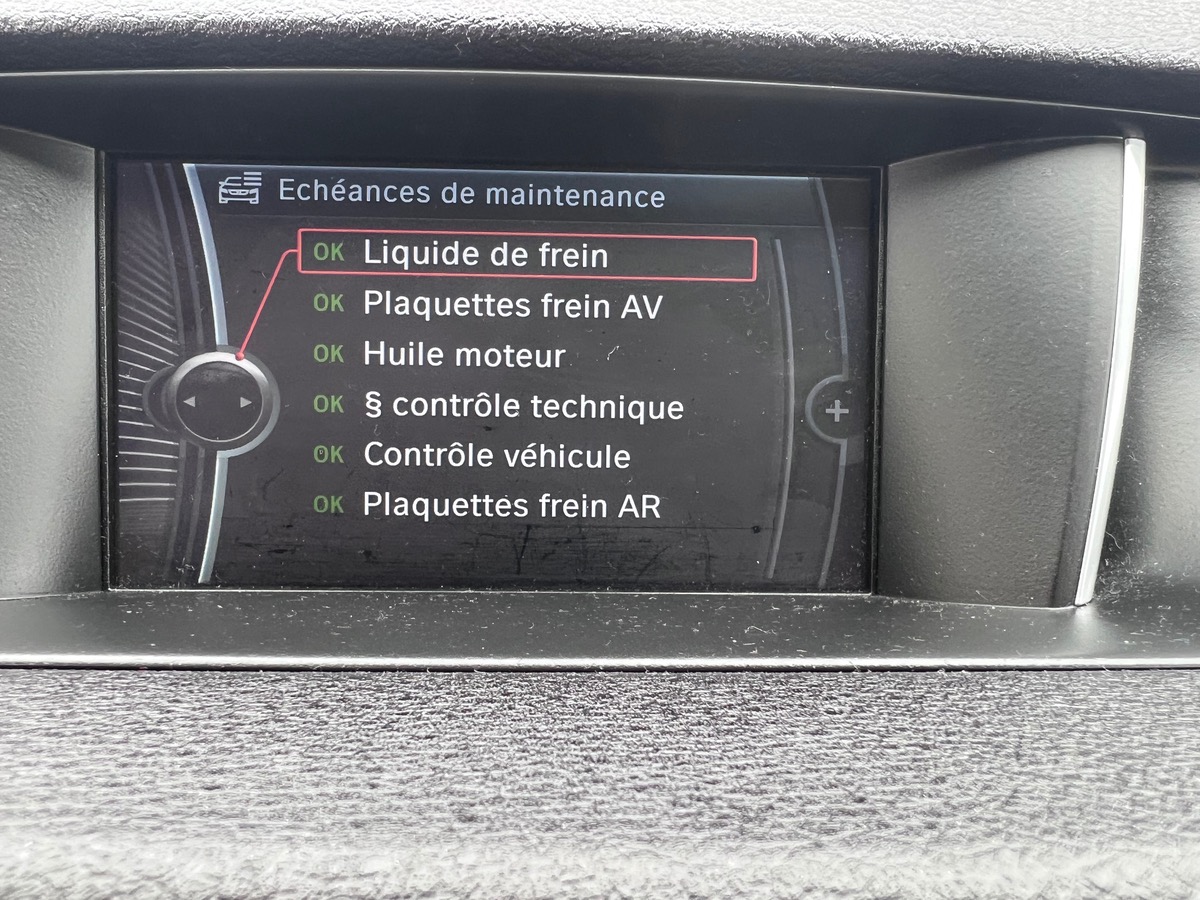 Echéances de maintenance
OK Liquide de frein
OK Plaquettes frein AV
OK Huile moteur
OK § contrôle technique
OK Contrôle véhicule
OK Plaquettes frein AR